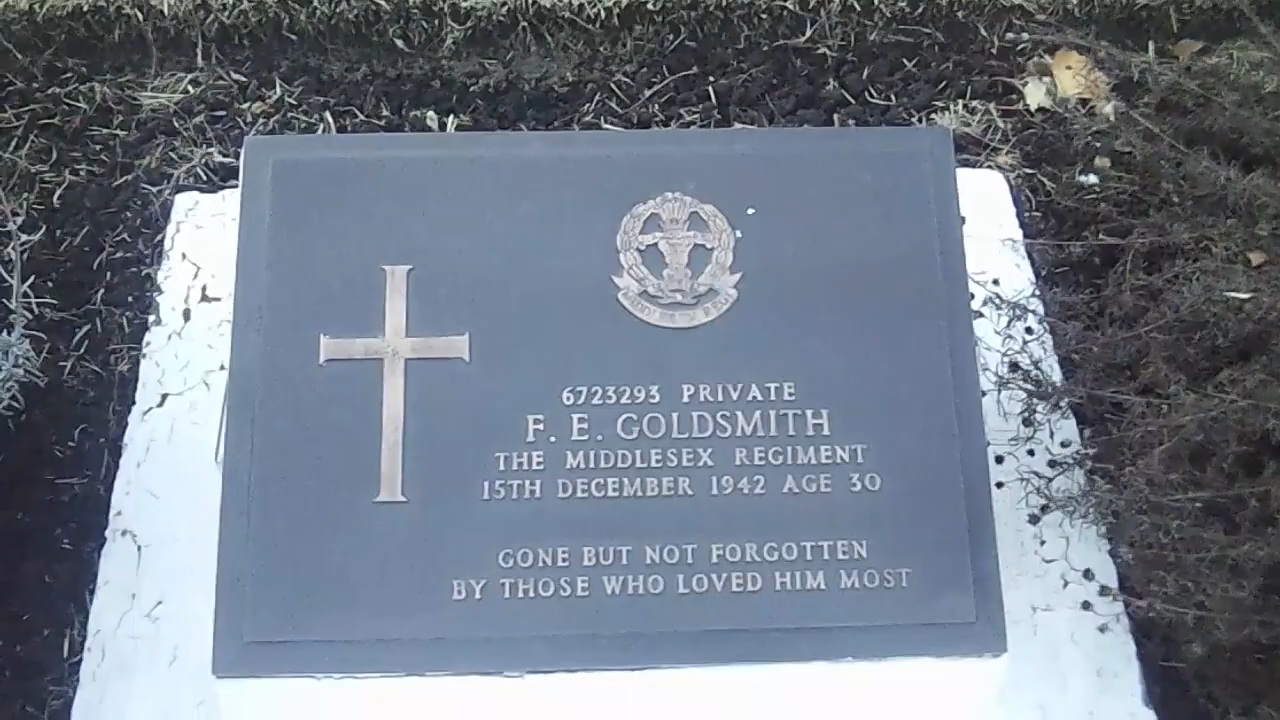 6723293 PRIVATE
F. E. GOLDSMITH
THE MIDDLESEX REGIMENT
15TH DECEMBER 1942 AGE 30
GONE BUT NOT FORGOTTEN
BY THOSE WHO LOVED HIM MOST